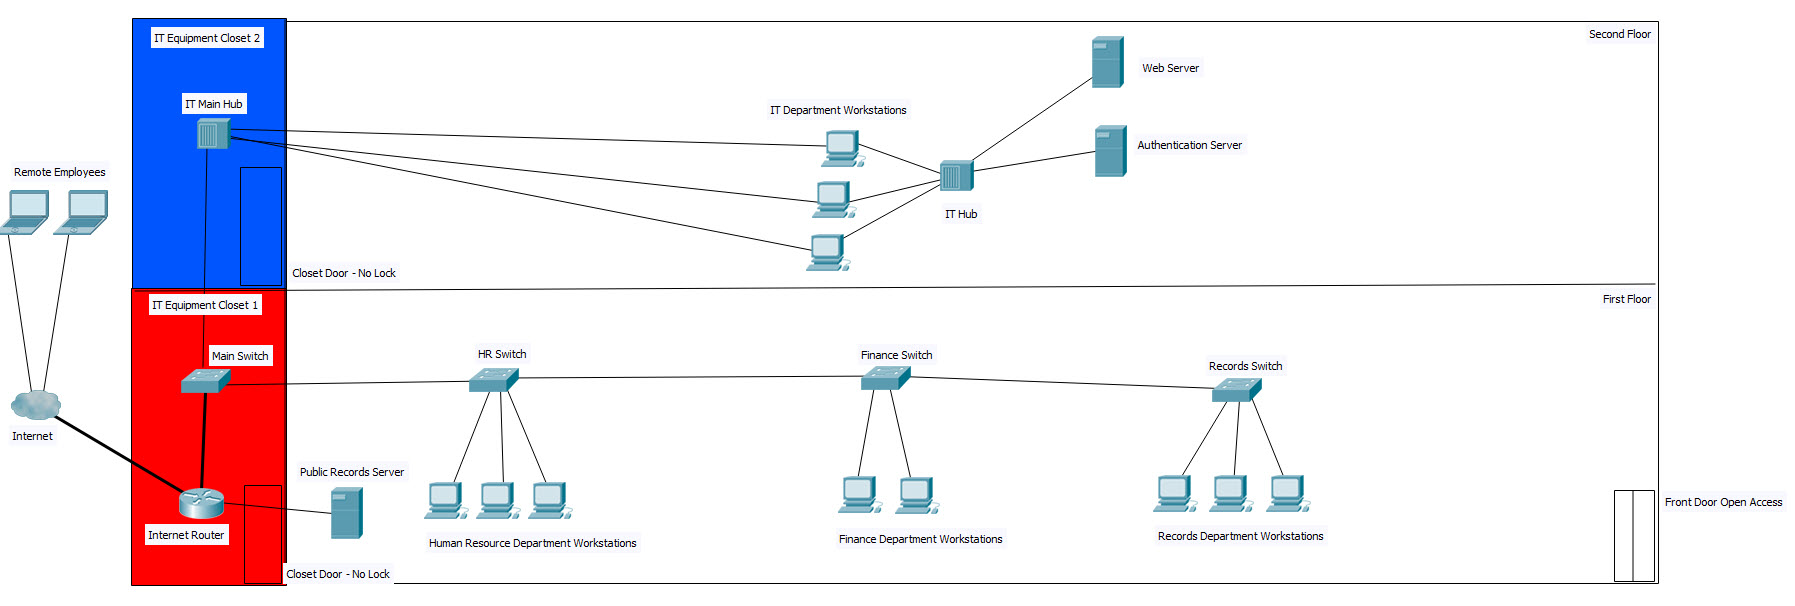 IT Equipment Closet 2
Second Floor
Web Server
IT Main Hub
IT Department Workstations
Authentication Server
Remote Employees
IT Hub
Closet Door - No Lock
IT Equipment Closet 1
First Floor
Main Switch
HR Switch
Finance Switch
Records Switch
Internet
Public Records Server
Front Door Open Access
Internet Router
Human Resource Department Workstations
Finance Department Workstations
Records Department Workstations
Closet Door - No Lock